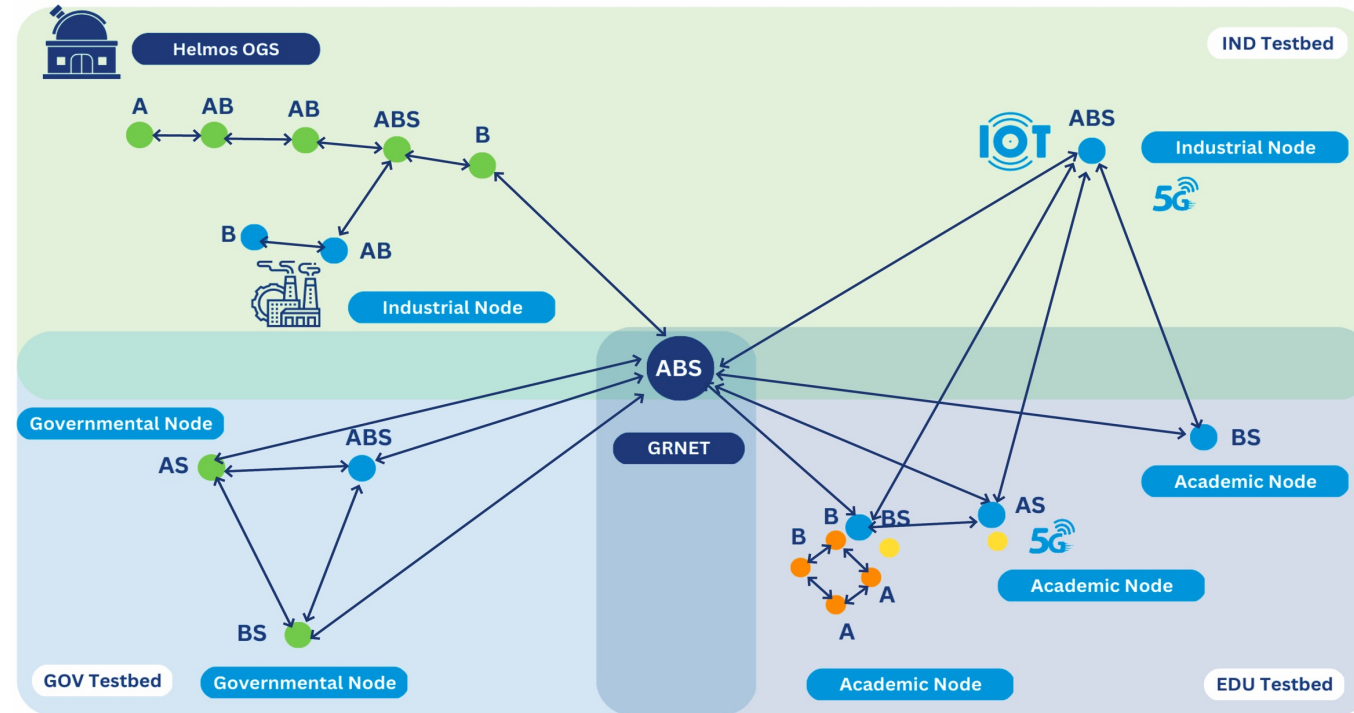 Helmos OGS
IND Testbed
A
AB
AB
ABS
B
B
AB
Industrial Node
IOT
ABS
Industrial Node
5G
ABS
GRNET
Governmental Node
AS
ABS
BS
GOV Testbed
Governmental Node
BS
Academic Node
B
BS
B
A
A
AS
5G
Academic Node
Academic Node
EDU Testbed